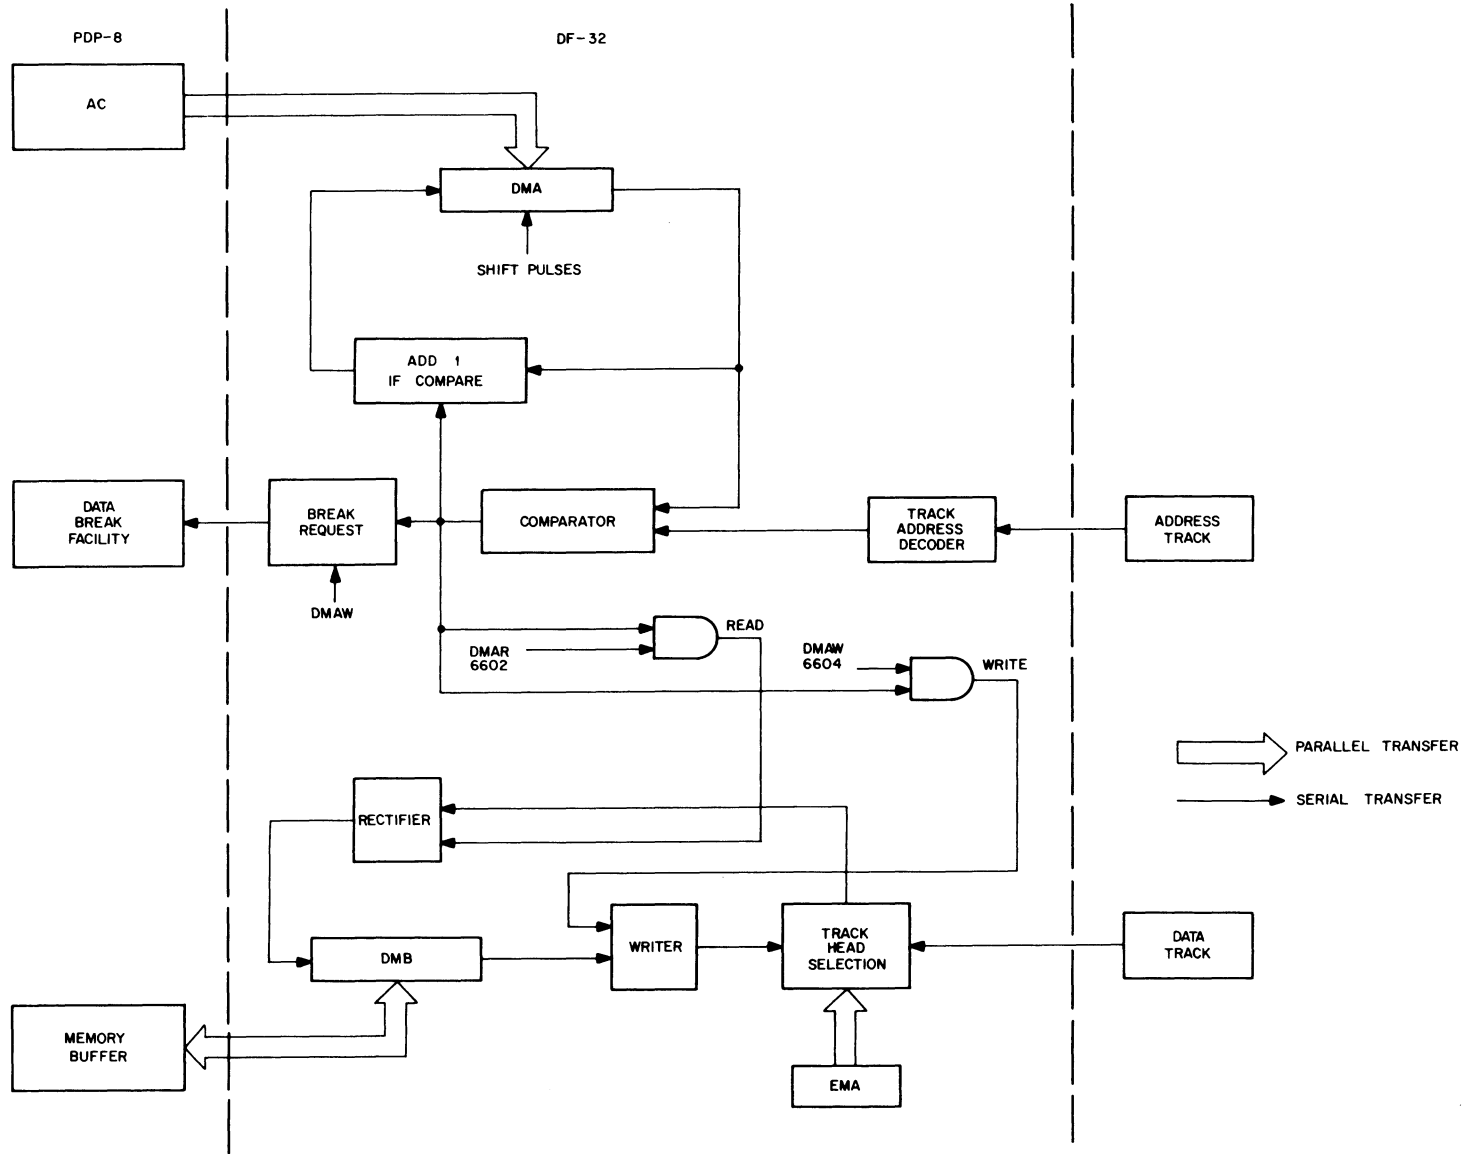 PDP-8
DF-32
AC
DMA
SHIFT PULSES
ADD 1
IF COMPARE
DATA
BREAK
FACILITY
BREAK
REQUEST
COMPARATOR
TRACK
ADDRESS
DECODER
ADDRESS
TRACK
DMAW
DMAR
6602
READ
DMAW
6604
WRITE
PARALLEL TRANSFER
SERIAL TRANSFER
RECTIFIER
DMB
WRITER
TRACK
HEAD
SELECTION
DATA
TRACK
MEMORY
BUFFER
EMA